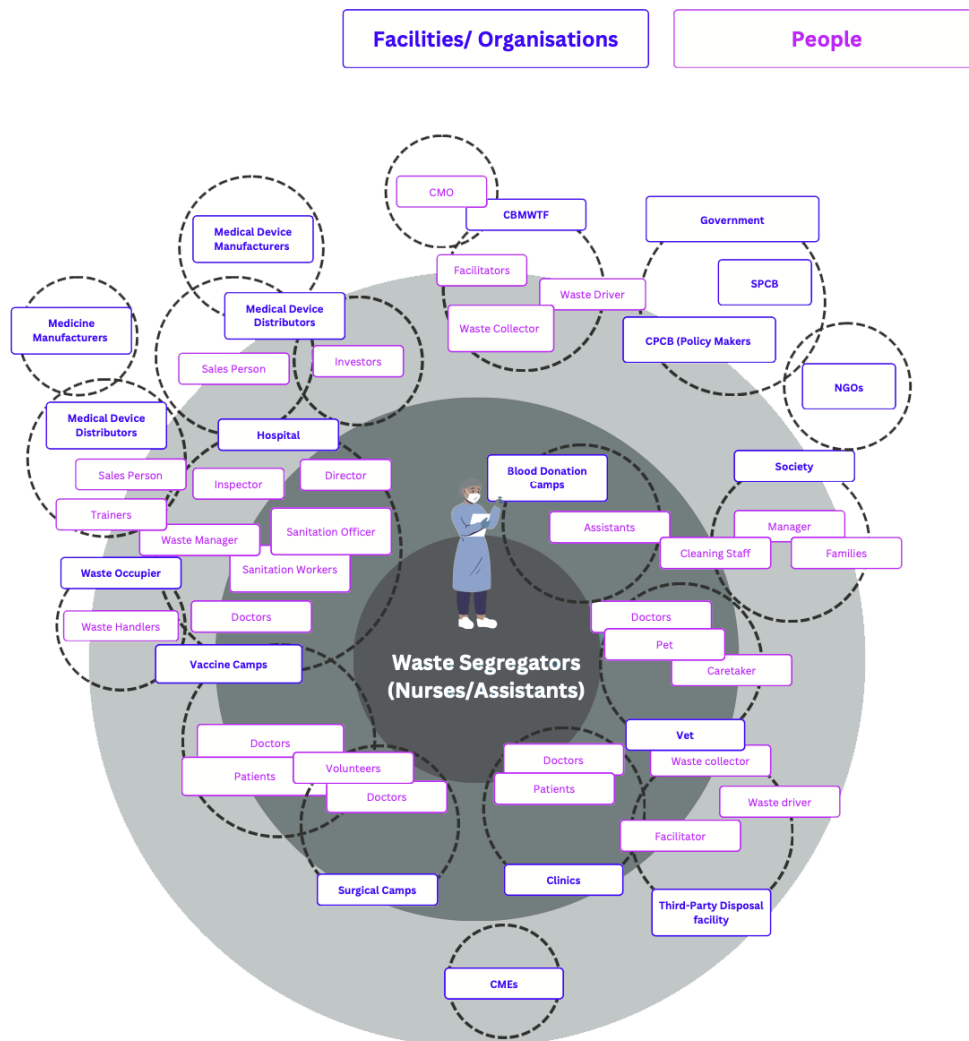 Facilities/ Organisations
People
CMO
CBMWTF
Facilitators
Waste Driver
Waste Collector
Government
SPCB
CPCB (Policy Makers
NGOs
Medical Device
Manufacturers
Medical Device
Distributors
Sales Person
Investors
Medicine
Manufacturers
Medical Device
Distributors
Sales Person
Trainers
Hospital
Inspector
Director
Waste Manager
Sanitation Officer
Sanitation Workers
Doctors
Waste Occupier
Waste Handlers
Blood Donation
Camps
Assistants
Society
Manager
Cleaning Staff
Families
Waste Segregators
(Nurses/Assistants)
Doctors
Pet
Caretaker
Vet
Vaccine Camps
Doctors
Patients
Volunteers
Doctors
Surgical Camps
Doctors
Patients
Clinics
Waste collector
Waste driver
Facilitator
Third-Party Disposal
facility
CMEs